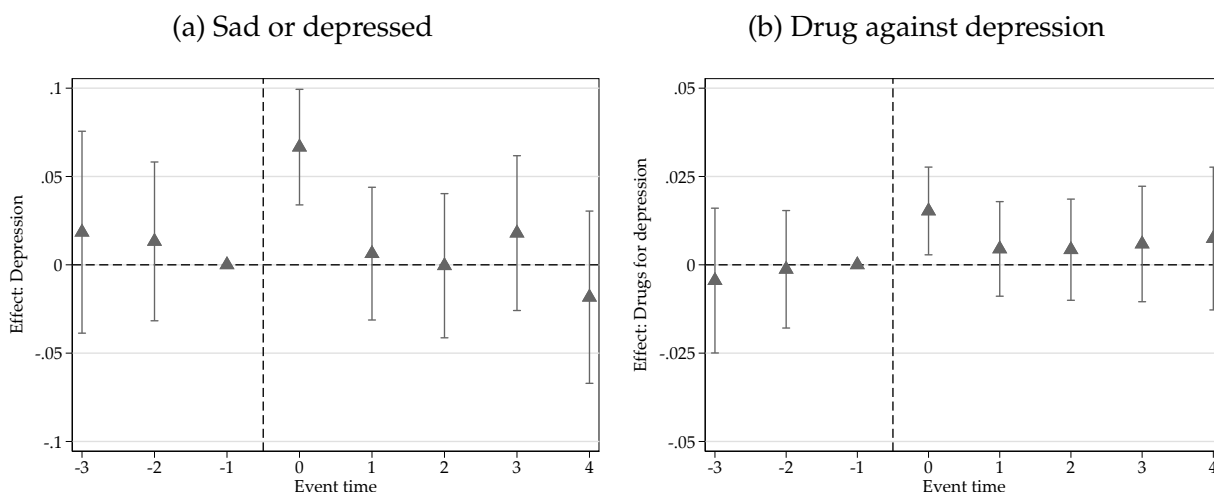 (a) Sad or depressed
Effect: Depression
.1
.05
0
-.05
-.1
-3 -2 -1 0 1 2 3 4
Event time
(b) Drug against depression
Effect: Drugs for depression
.05
.025
0
-.025
-.05
-3 -2 -1 0 1 2 3 4
Event time